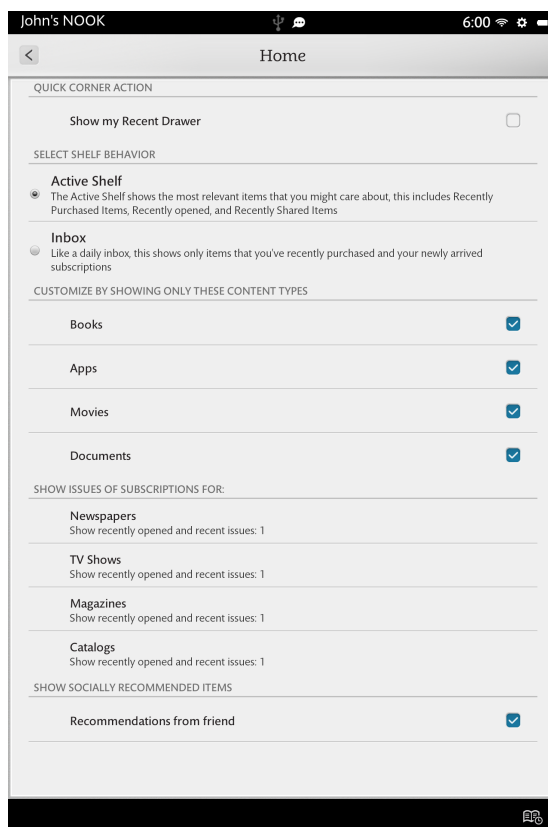 John's NOOK
6:00
Home
QUICK CORNER ACTION
Show my Recent Drawer
SELECT SHELF BEHAVIOR
Active Shelf
The Active Shelf shows the most relevant items that you might care about, this includes Recently
Purchased Items, Recently opened, and Recently Shared Items
Inbox
Like a daily inbox, this shows only items that you've recently purchased and your newly arrived
subscriptions
CUSTOMIZE BY SHOWING ONLY THESE CONTENT TYPES
Books
Apps
Movies
Documents
SHOW ISSUES OF SUBSCRIPTIONS FOR:
Newspapers
Show recently opened and recent issues: 1
TV Shows
Show recently opened and recent issues: 1
Magazines
Show recently opened and recent issues: 1
Catalogs
Show recently opened and recent issues: 1
SHOW SOCIALLY RECOMMENDED ITEMS
Recommendations from friend